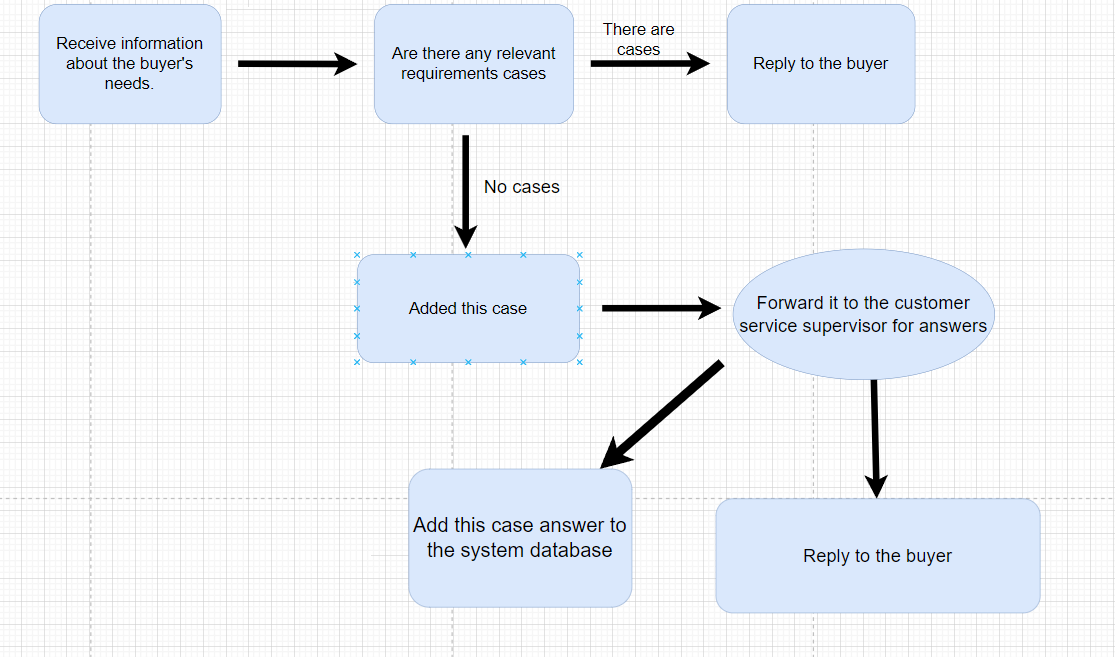 Receive information
about the buyer's
needs.
Are there any relevant
requirements cases
There are
cases
Reply to the buyer
No cases
Added this case
Forward it to the customer
service supervisor for answers
Add this case answer to
the system database
Reply to the buyer